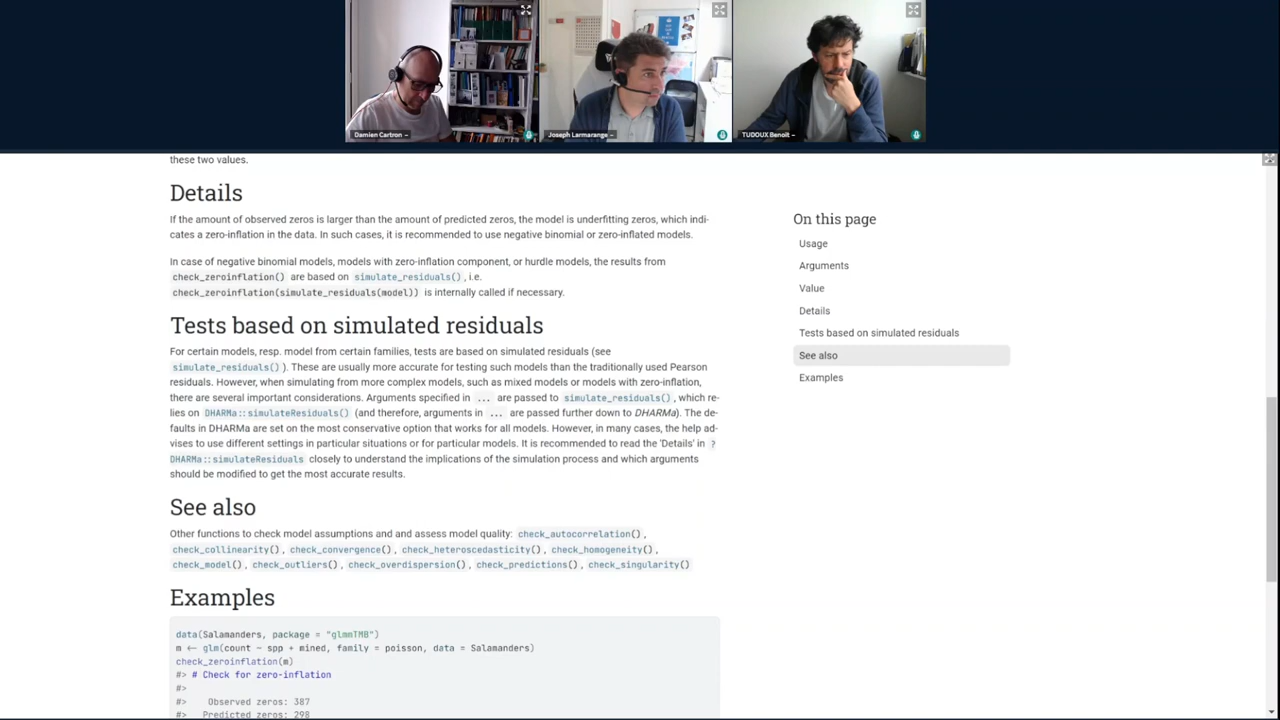 Damien Cartron –
Joseph Larmarange –
TUDOUX Benoit –
these two values.
Details
If the amount of observed zeros is larger than the amount of predicted zeros, the model is underfitting zeros, which indi-
cates a zero-inflation in the data. In such cases, it is recommended to use negative binomial or zero-inflated models.
In case of negative binomial models, models with zero-inflation component, or hurdle models, the results from
check_zeroinflation() are based on simulate_residuals(), i.e.
check_zeroinflation(simulate_residuals(model)) is internally called if necessary.
Tests based on simulated residuals
For certain models, resp. model from certain families, tests are based on simulated residuals (see
simulate_residuals()). These are usually more accurate for testing such models than the traditionally used Pearson
residuals. However, when simulating from more complex models, such as mixed models or models with zero-inflation,
there are several important considerations. Arguments specified in ... are passed to simulate_residuals(), which re-
lies on DHARMa::simulateResiduals() (and therefore, arguments in ... are passed further down to DHARMa). The de-
faults in DHARMa are set on the most conservative option that works for all models. However, in many cases, the help ad-
vises to use different settings in particular situations or for particular models. It is recommended to read the 'Details' in ?
DHARMa::simulateResiduals closely to understand the implications of the simulation process and which arguments
should be modified to get the most accurate results.
See also
Other functions to check model assumptions and and assess model quality: check_autocorrelation(),
check_collinearity(), check_convergence(), check_heteroscedasticity(), check_homogeneity(),
check_model(), check_outliers(), check_overdispersion(), check_predictions(), check_singularity()
Examples
data(Salamanders, package = "glmmTMB")
m <- glm(count ~ spp + mined, family = poisson, data = Salamanders)
check_zeroinflation(m)
#> # Check for zero-inflation
#>
#>    Observed zeros: 387
#>   Predicted zeros: 298
On this page
Usage
Arguments
Value
Details
Tests based on simulated residuals
See also
Examples